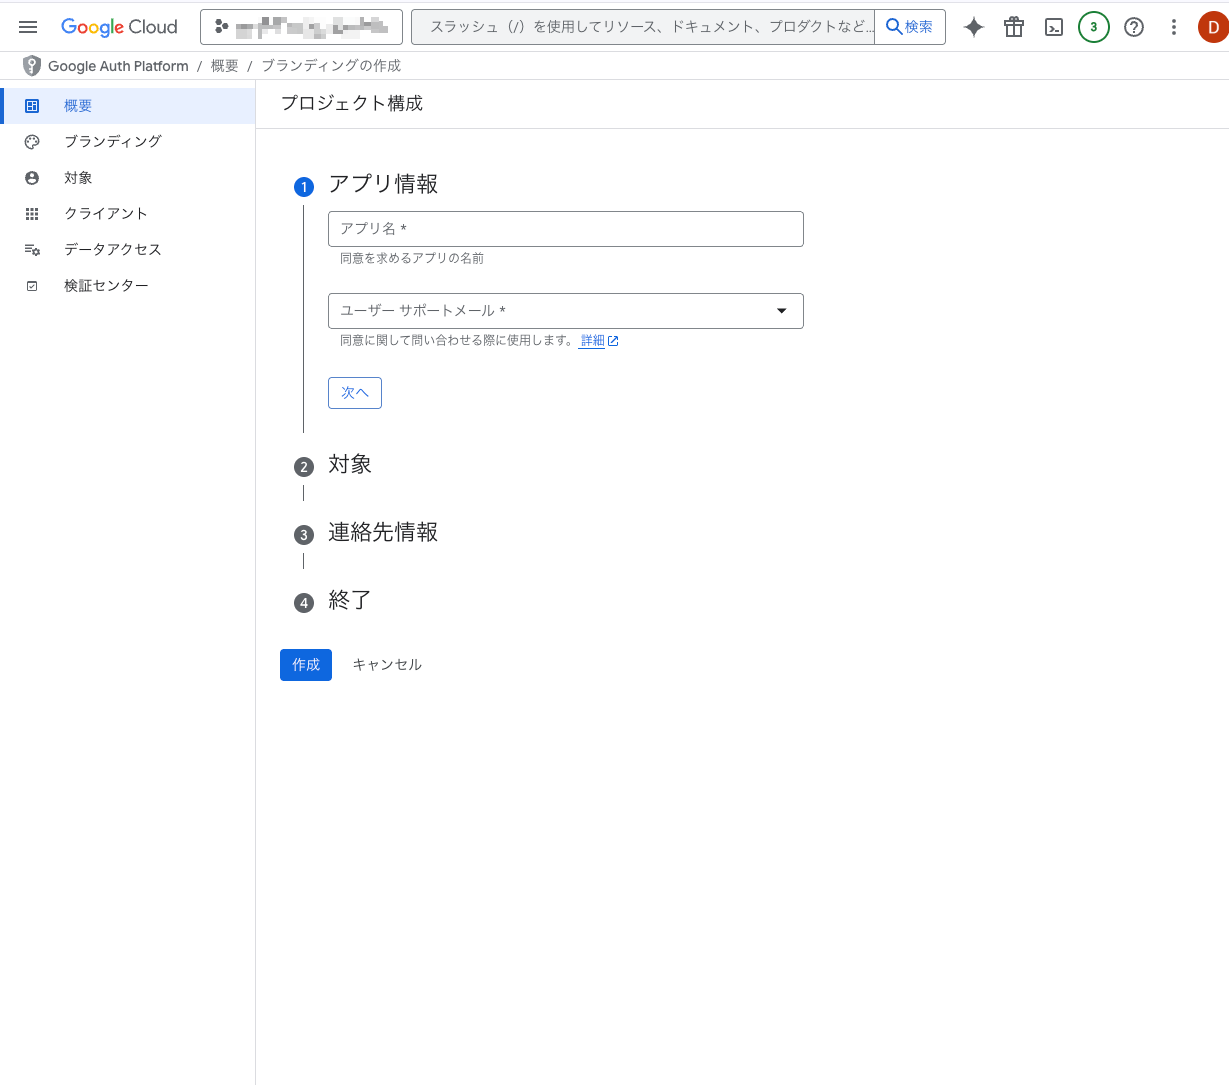 Google Cloud
スラッシュ（/）を使用してリソース、ドキュメント、プロダクトなど...
検索
3
D
Google Auth Platform / 概要 / ブランディングの作成
概要
ブランディング
対象
クライアント
データアクセス
検証センター
プロジェクト構成
1 アプリ情報
アプリ名 *
同意を求めるアプリの名前
ユーザー サポートメール *
同意に関して問い合わせる際に使用します。詳細
次へ
2 対象
3 連絡先情報
4 終了
作成 キャンセル